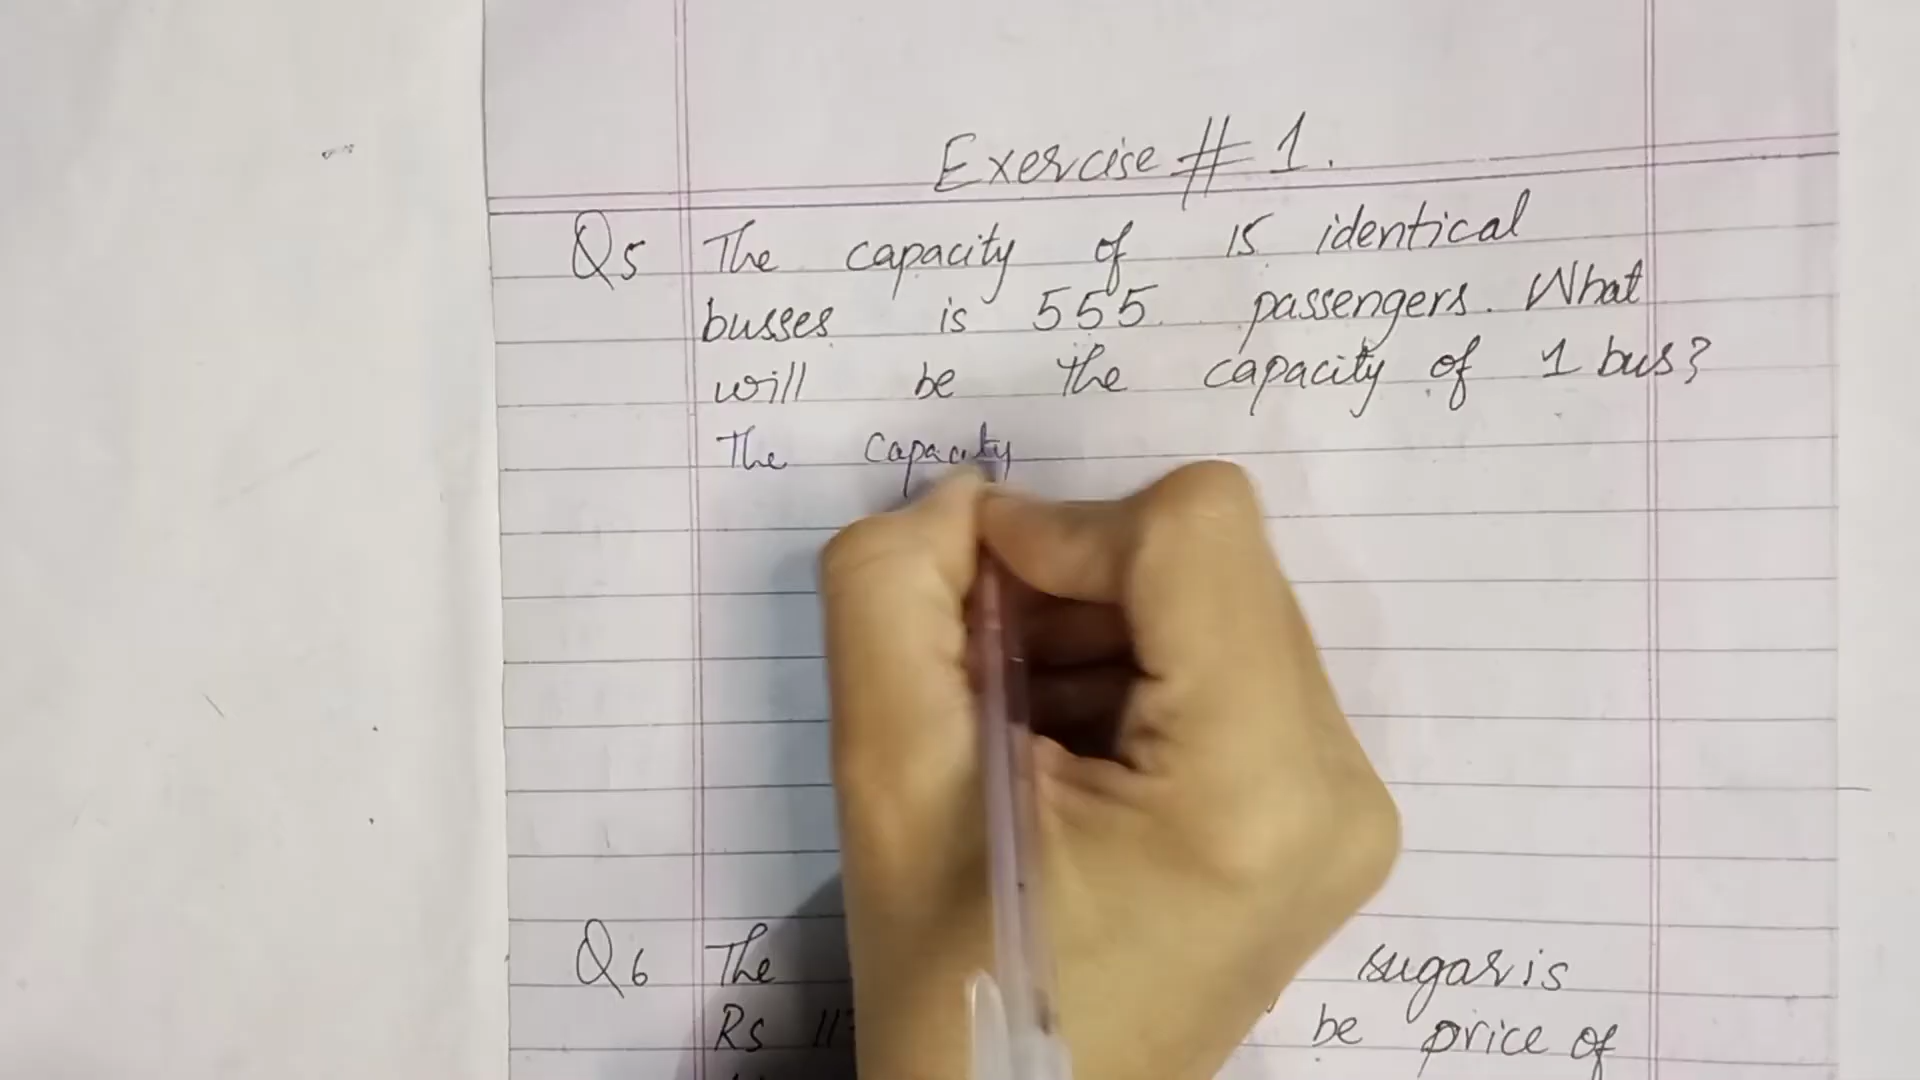 Exercise # 1.
Q5 The capacity of 15 identical
busses is 555 passengers. What
will be the capacity of 1 bus?
The capacity
Q6 The sugar is
Rs be price of